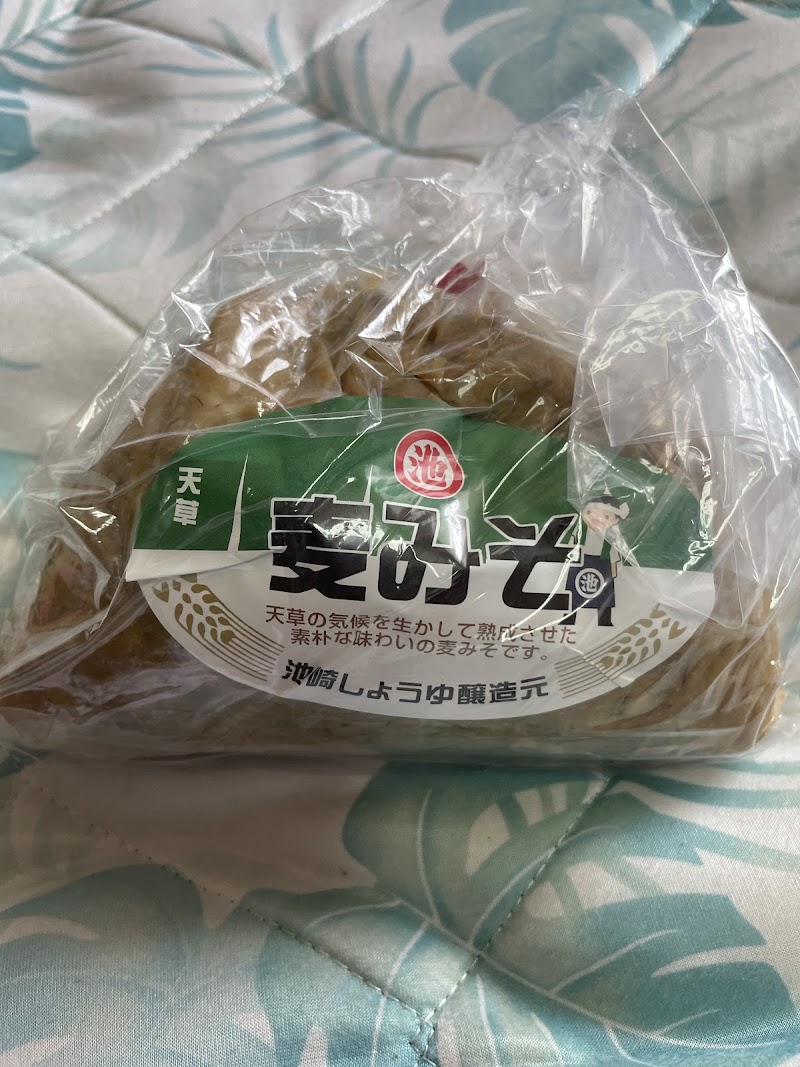 池
天草
麦みそ
池
天草の気候を生かして熟成させた
素朴な味わいの麦みそです。
池崎しょうゆ醸造元